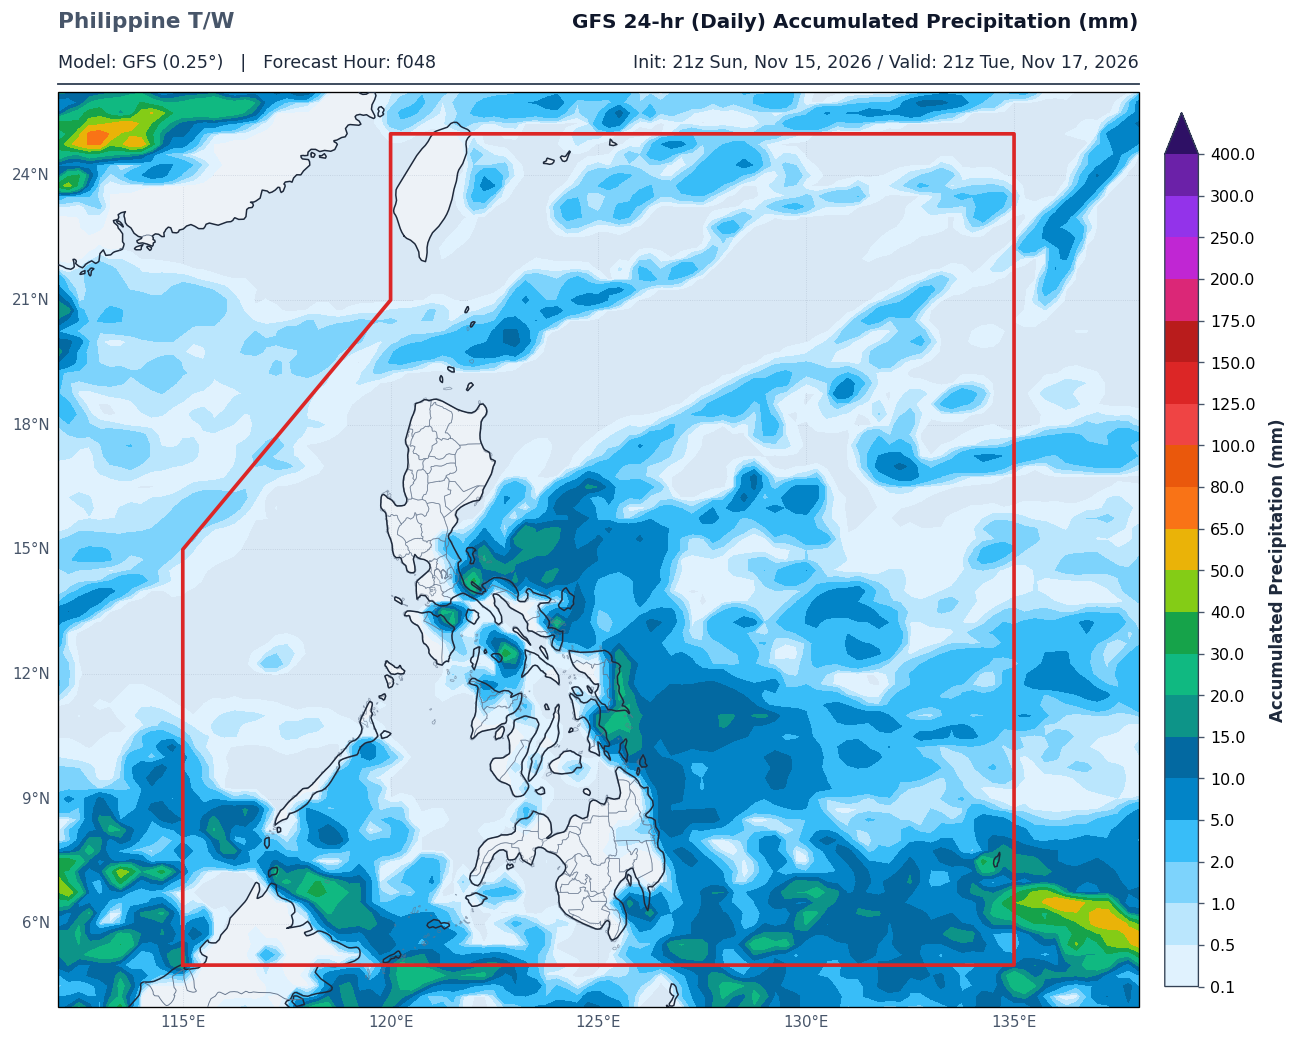 Philippine T/W
GFS 24-hr (Daily) Accumulated Precipitation (mm)
Model: GFS (0.25°) | Forecast Hour: f048
Init: 21z Sun, Nov 15, 2026 / Valid: 21z Tue, Nov 17, 2026
24°N
21°N
18°N
15°N
12°N
9°N
6°N
115°E
120°E
125°E
130°E
135°E
400.0
300.0
250.0
200.0
175.0
150.0
125.0
100.0
80.0
65.0
50.0
40.0
30.0
20.0
15.0
10.0
5.0
2.0
1.0
0.5
0.1
Accumulated Precipitation (mm)